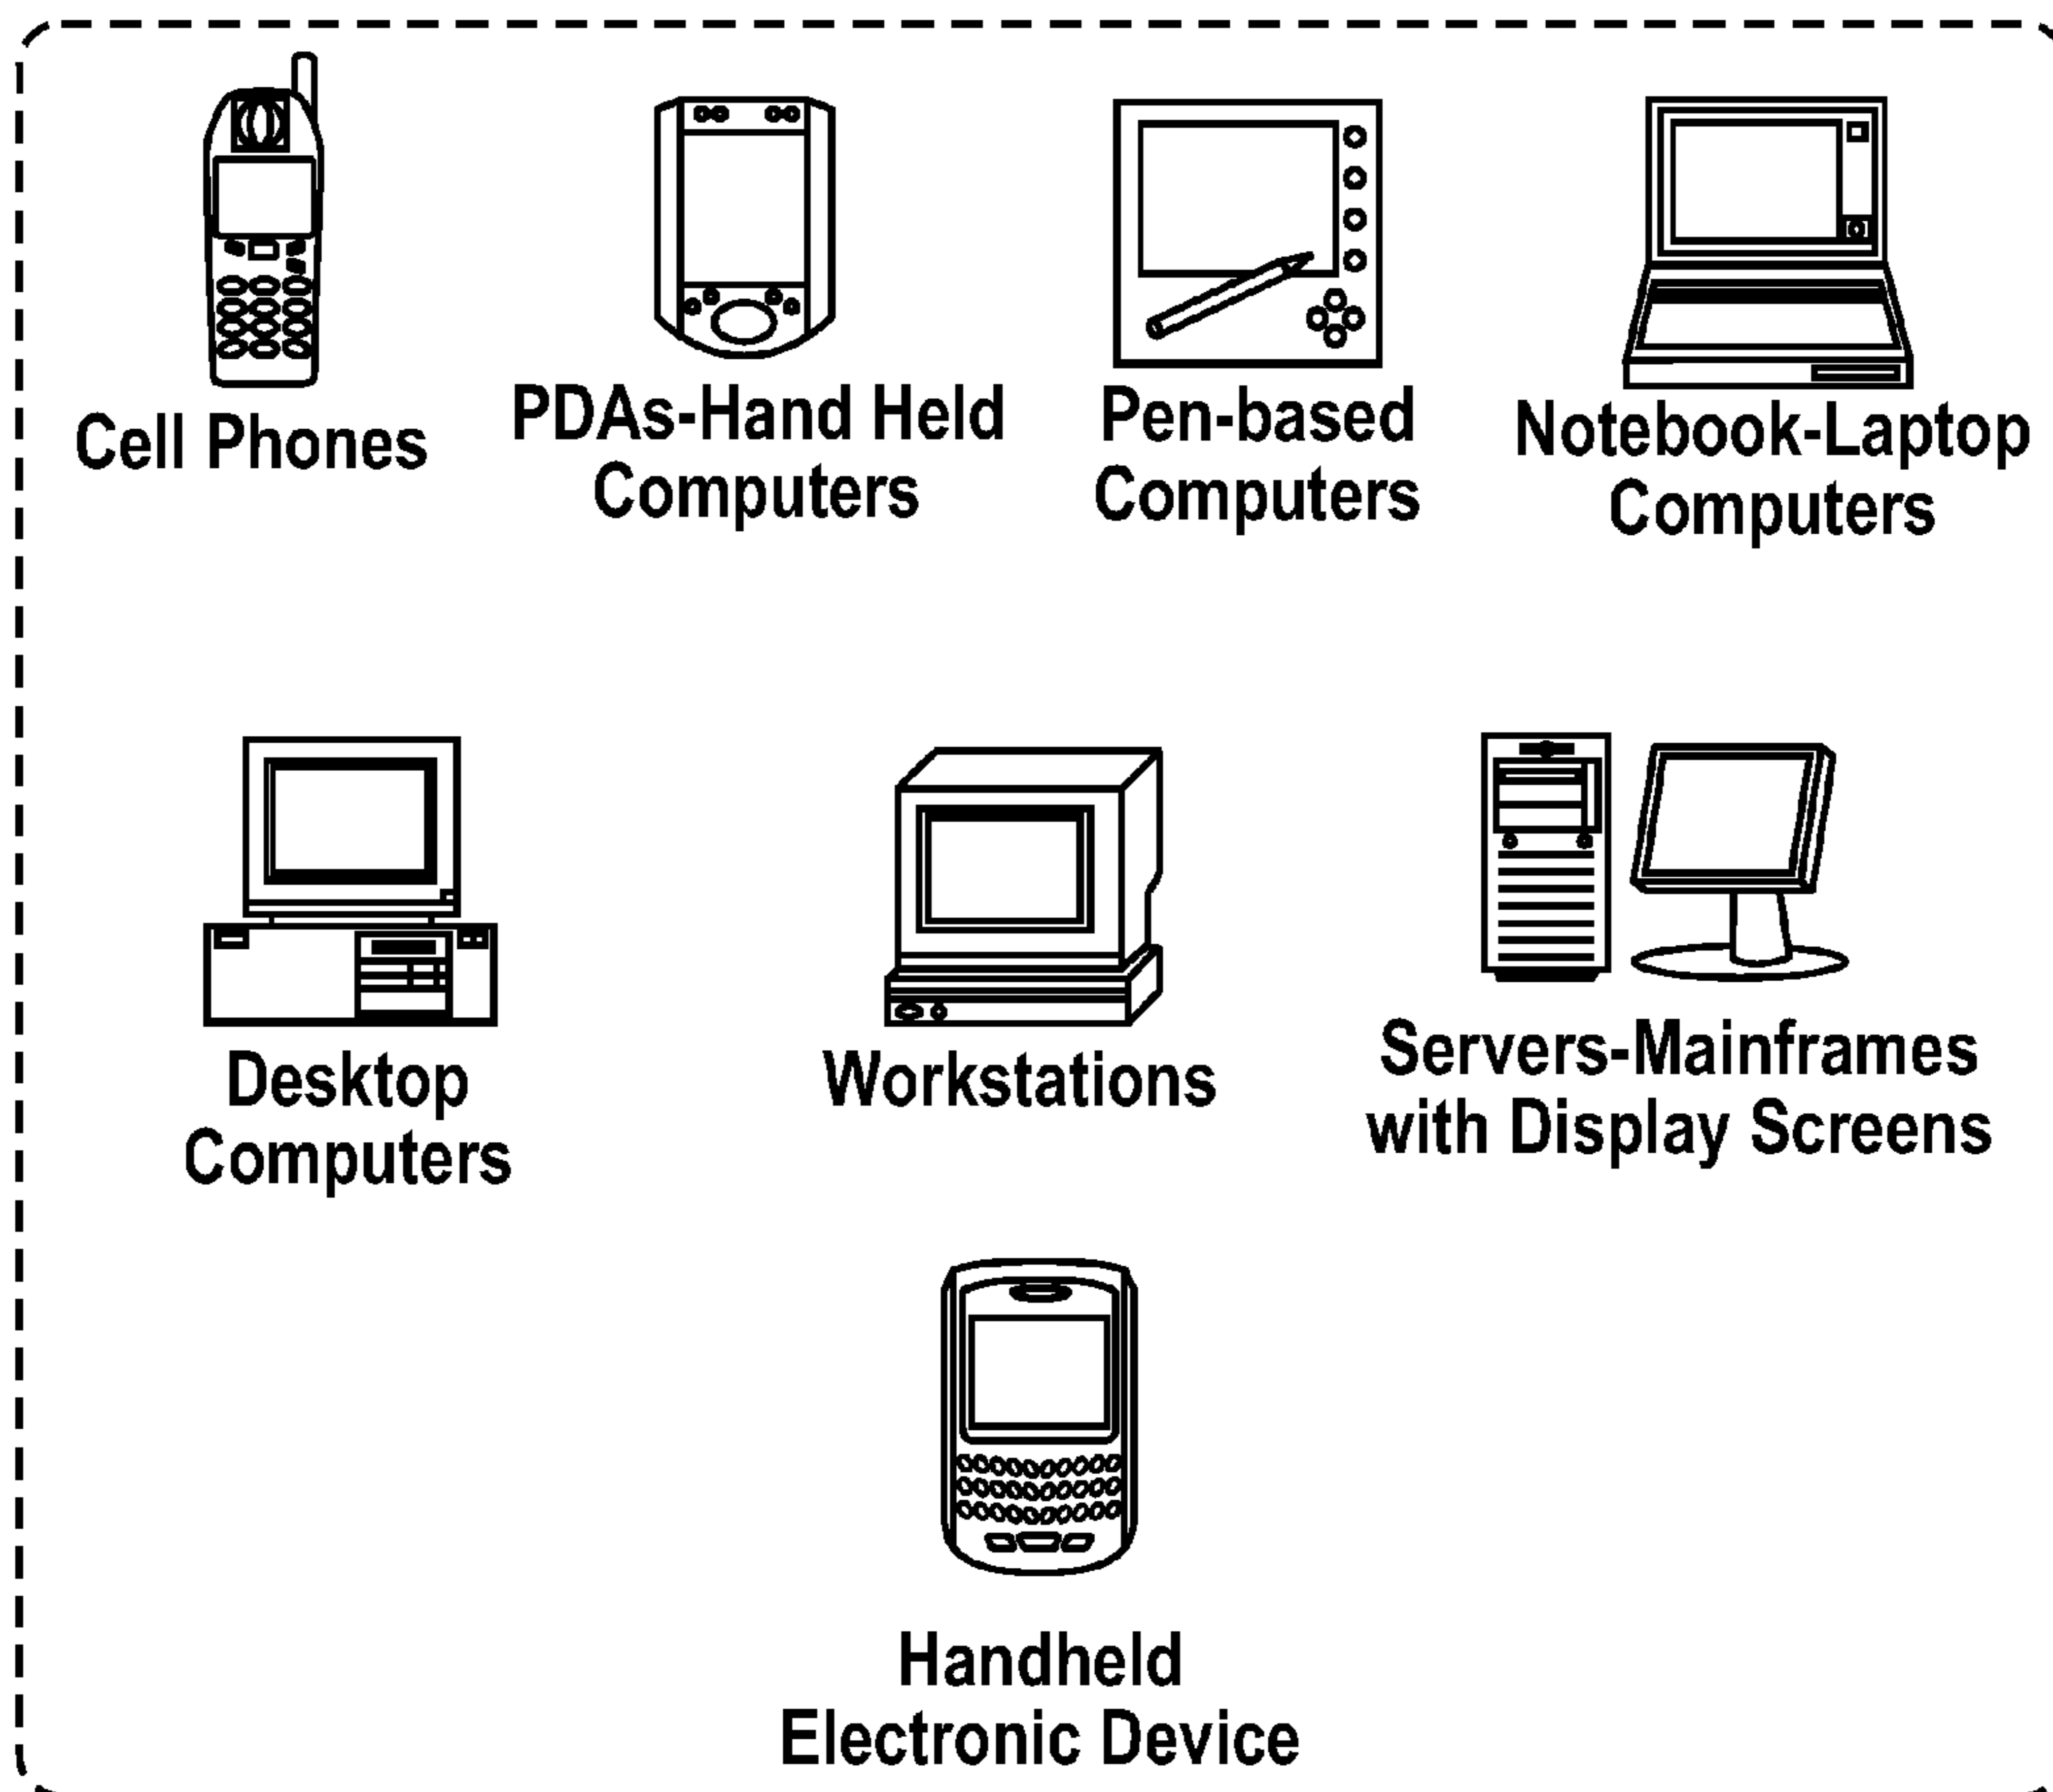 Cell Phones
PDAs-Hand Held
Computers
Pen-based
Computers
Notebook-Laptop
Computers
Desktop
Computers
Workstations
Servers-Mainframes
with Display Screens
Handheld
Electronic Device